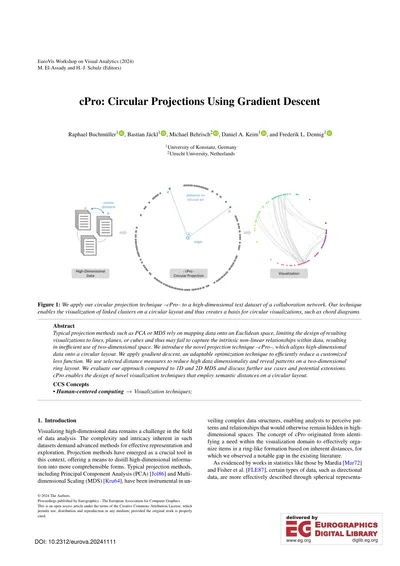 EuroVis Workshop on Visual Analytics (2024)
M. El-Assady and H.-J. Schulz (Editors)
cPro: Circular Projections Using Gradient Descent
Raphael Buchmüller1, Bastian Jäckl1, Michael Behrisch2, Daniel A. Keim1, and Frederik L. Dennig1
1University of Konstanz, Germany
2Utrecht University, Netherlands
High-Dimensional
Data
- cPro -
Circular Projection
Visualization
Figure 1: We apply our circular projection technique –cPro– to a high-dimensional text dataset of a collaboration network. Our technique
enables the visualization of linked clusters on a circular layout and thus creates a basis for circular visualizations, such as chord diagrams.
Abstract
Typical projection methods such as PCA or MDS rely on mapping data onto an Euclidean space, limiting the design of resulting
visualizations to lines, planes, or cubes and thus may fail to capture the intrinsic non-linear relationships within data, resulting
in inefficient use of two-dimensional space. We introduce the novel projection technique –cPro–, which aligns high-dimensional
data onto a circular layout. We apply gradient descent, an adaptable optimization technique to efficiently reduce a customized
loss function. We use selected distance measures to reduce high dimensionality and reveal patterns on a two-dimensional
ring layout. We evaluate our approach compared to 1D and 2D MDS and discuss further use cases and potential extensions.
cPro enables the design of novel visualization techniques that employ semantic distances on a circular layout.
CCS Concepts
• Human-centered computing → Visualization techniques;
1. Introduction
Visualizing high-dimensional data remains a challenge in the field
of data analysis. The complexity and intricacy inherent in such
datasets demand advanced methods for effective representation and
exploration. Projection methods have emerged as a crucial tool in
this context, offering a means to distill high-dimensional informa-
tion into more comprehensible forms. Typical projection methods,
including Principal Component Analysis (PCA) [Jol86] and Multi-
dimensional Scaling (MDS) [Kru64], have been instrumental in un-
veiling complex data structures, enabling analysts to perceive pat-
terns and relationships that would otherwise remain hidden in high-
dimensional spaces. The concept of cPro originated from identify-
ing a need within the visualization domain to effectively organ-
ize items in a ring-like formation based on inherent distances, for
which we observed a notable gap in the existing literature.
As evidenced by works in statistics like those by Mardia [Mar72]
and Fisher et al. [FLE87], certain types of data, such as directional
data, are more effectively described through spherical representa-
© 2024 The Authors.
Proceedings published by Eurographics - The European Association for Computer Graphics.
This is an open access article under the terms of the Creative Commons Attribution License, which
permits use, distribution and reproduction in any medium, provided the original work is properly
cited.
DOI: 10.2312/eurova.20241111
delivered by
EG EUROGRAPHICS
DIGITAL LIBRARY
www.eg.org
diglib.eg.org